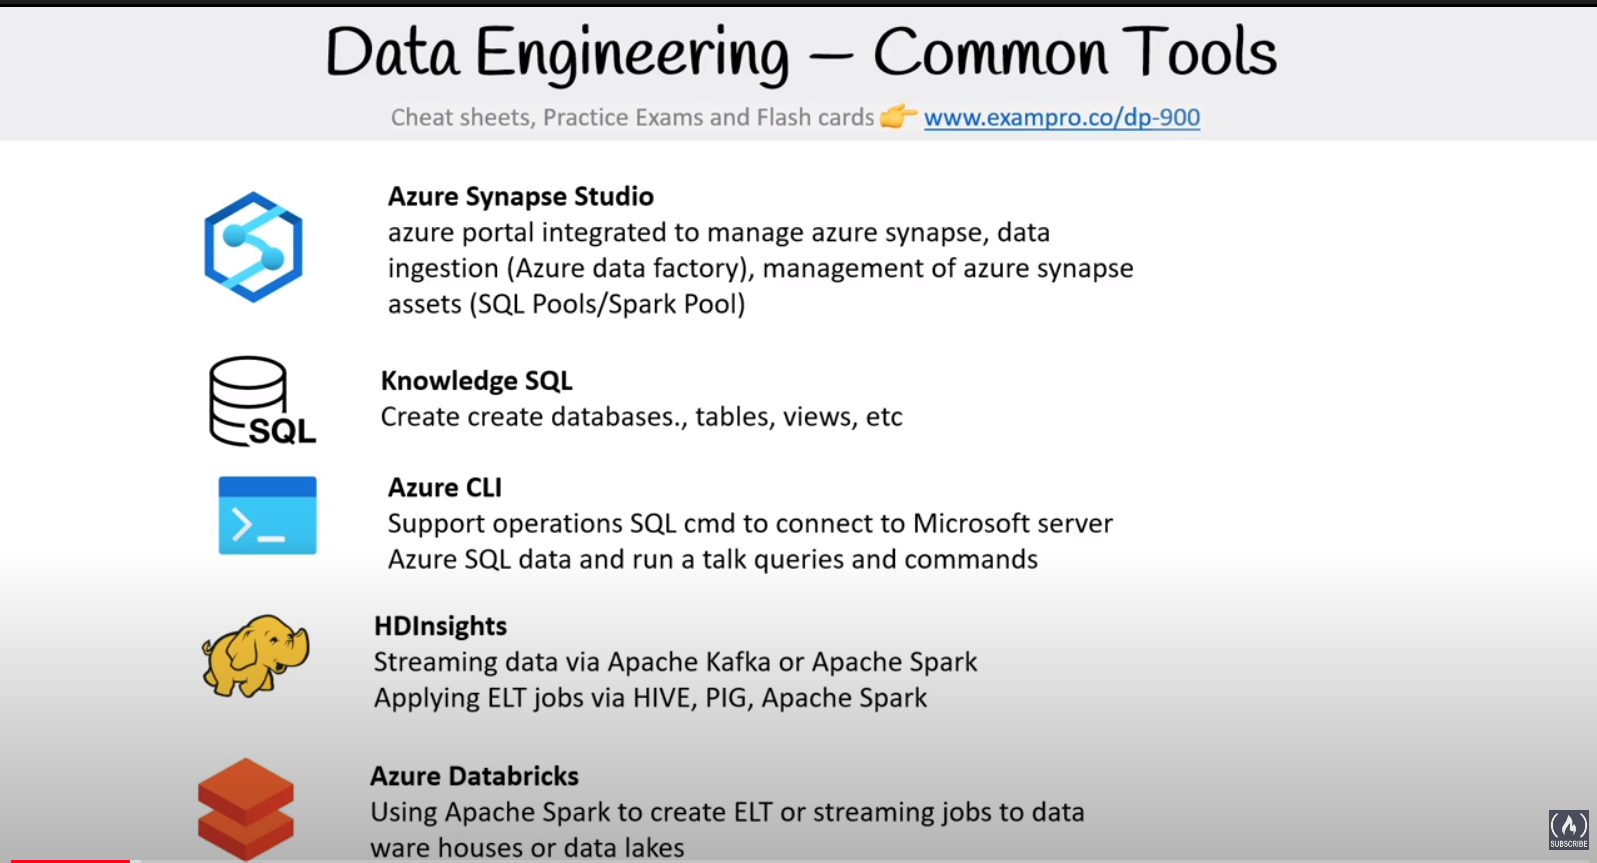 Data Engineering – Common Tools
Cheat sheets, Practice Exams and Flash cards 👉 www.exampro.co/dp-900
Azure Synapse Studio
azure portal integrated to manage azure synapse, data
ingestion (Azure data factory), management of azure synapse
assets (SQL Pools/Spark Pool)
SQL
Knowledge SQL
Create create databases., tables, views, etc
>_
Azure CLI
Support operations SQL cmd to connect to Microsoft server
Azure SQL data and run a talk queries and commands
HDInsights
Streaming data via Apache Kafka or Apache Spark
Applying ELT jobs via HIVE, PIG, Apache Spark
Azure Databricks
Using Apache Spark to create ELT or streaming jobs to data
ware houses or data lakes
SUBSCRIBE